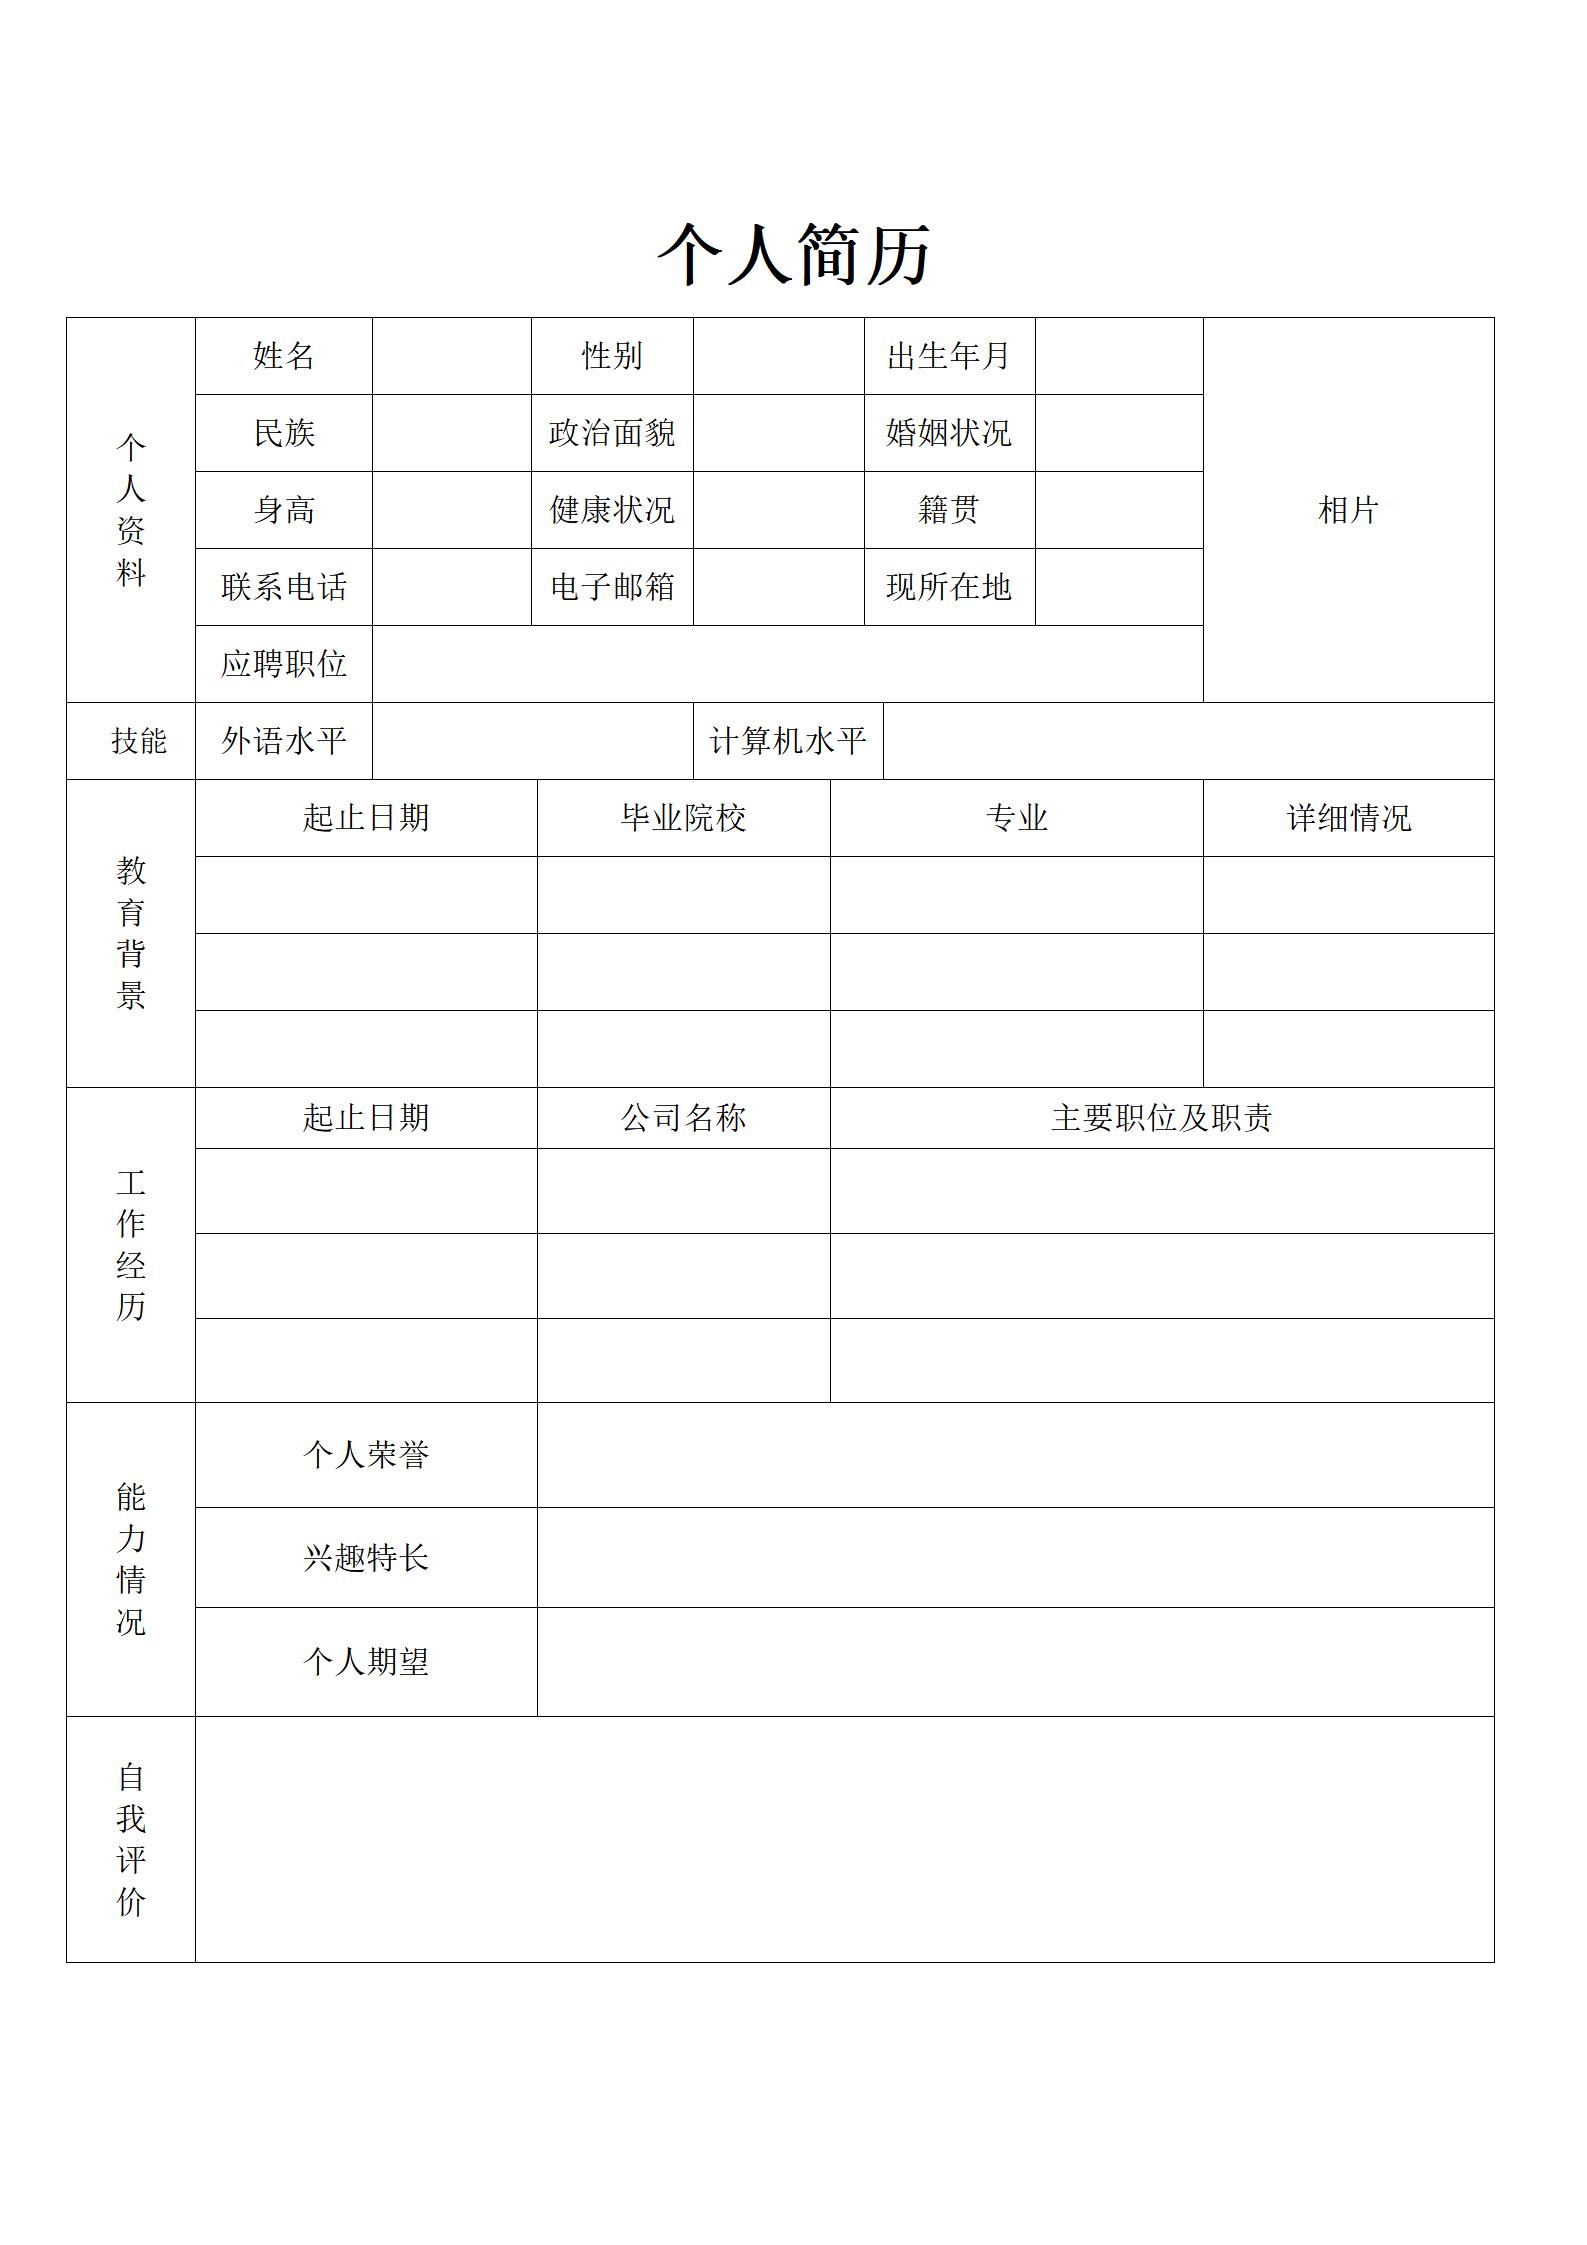 个人简历
个人资料
姓名 性别 出生年月
民族 政治面貌 婚姻状况
身高 健康状况 籍贯 相片
联系电话 电子邮箱 现所在地
应聘职位
技能 外语水平 计算机水平
教育背景
起止日期 毕业院校 专业 详细情况
工作经历
起止日期 公司名称 主要职位及职责
能力情况
个人荣誉
兴趣特长
个人期望
自我评价